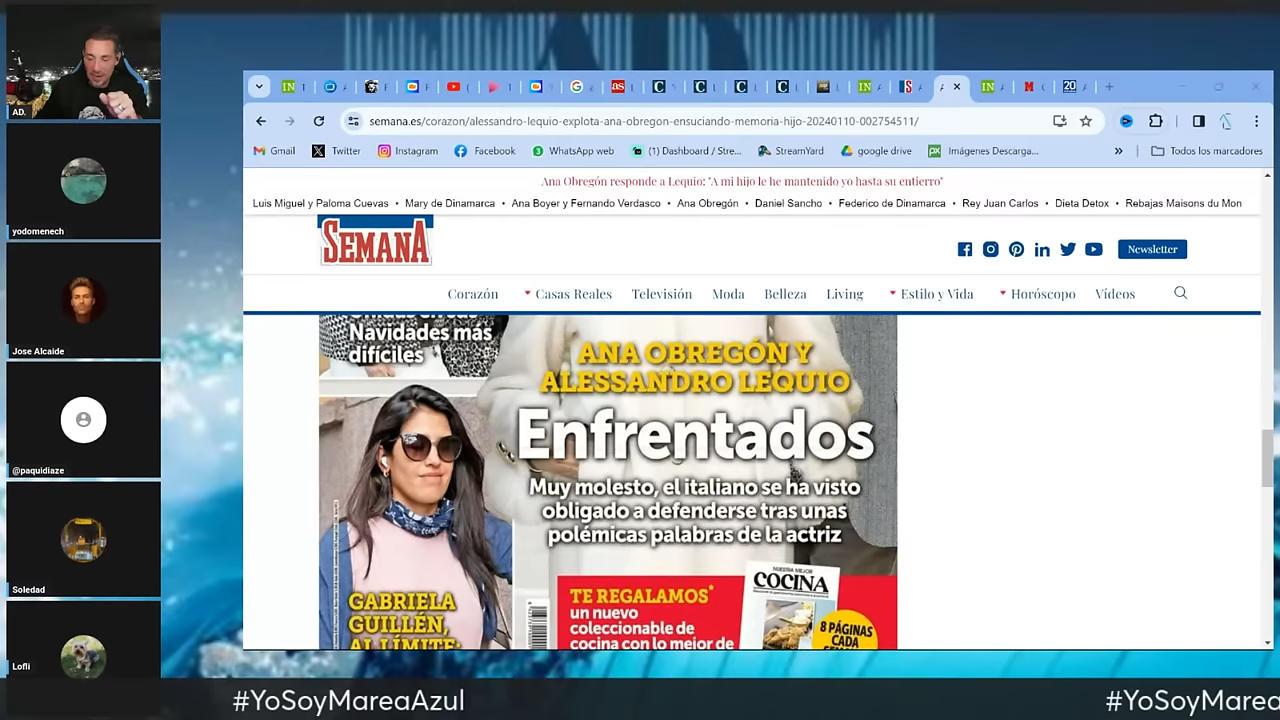 AD.
yodomenech
Jose Alcaide
@paquidiaze
Soledad
Lofli
semana.es/corazon/alessandro-lequio-explota-ana-obregon-ensuciando-memoria-hijo-20240110-002754511/
Gmail
Twitter
Instagram
Facebook
WhatsApp web
(1) Dashboard / Stre...
StreamYard
google drive
Imágenes Descarga...
»
Todos los marcadores
Ana Obregón responde a Lequio: "A mi hijo le he mantenido yo hasta su entierro"
Luis Miguel y Paloma Cuevas • Mary de Dinamarca • Ana Boyer y Fernando Verdasco • Ana Obregón • Daniel Sancho • Federico de Dinamarca • Rey Juan Carlos • Dieta Detox • Rebajas Maisons du Mon
SEMANA
Newsletter
Corazón
Casas Reales
Televisión
Moda
Belleza
Living
Estilo y Vida
Horóscopo
Vídeos
Navidades más
difíciles
ANA OBREGÓN Y
ALESSANDRO LEQUIO
Enfrentados
Muy molesto, el italiano se ha visto
obligado a defenderse tras unas
polémicas palabras de la actriz
GABRIELA
GUILLÉN,
AL LÍMITE:
TE REGALAMOS*
un nuevo
coleccionable de
cocina con lo mejor de
NUESTRA MEJOR
COCINA
8 PÁGINAS
CADA
#YoSoyMareaAzul
#YoSoyMarea